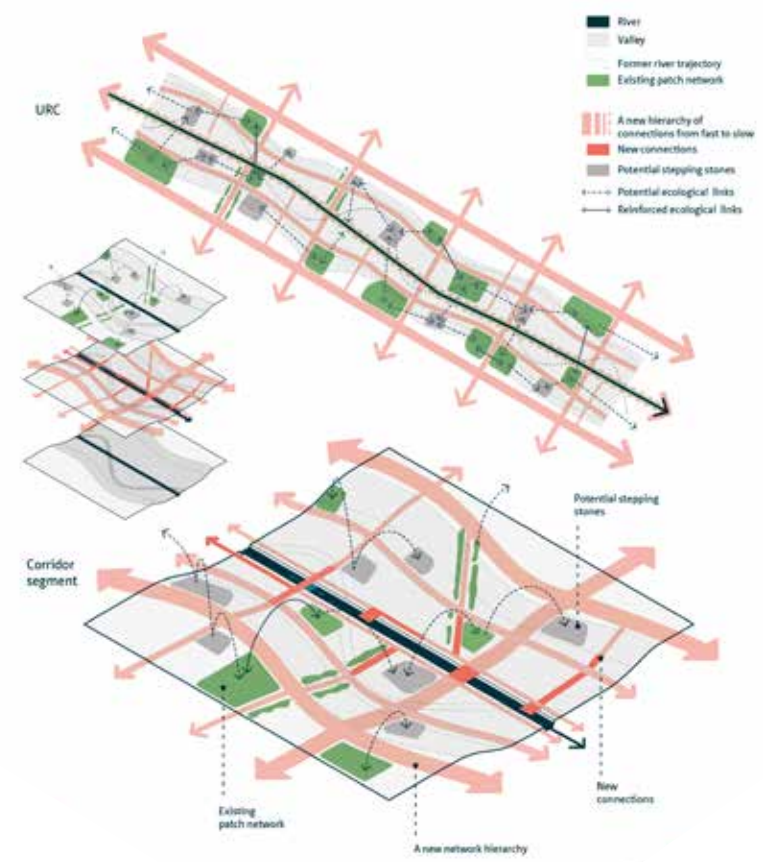 URC
River
Valley
Former river trajectory
Existing patch network
A new hierarchy of
connections from fast to slow
New connections
Potential stepping stones
Potential ecological links
Reinforced ecological links
Corridor
segment
Potential stepping
stones
New
connections
Existing
patch network
A new network hierarchy